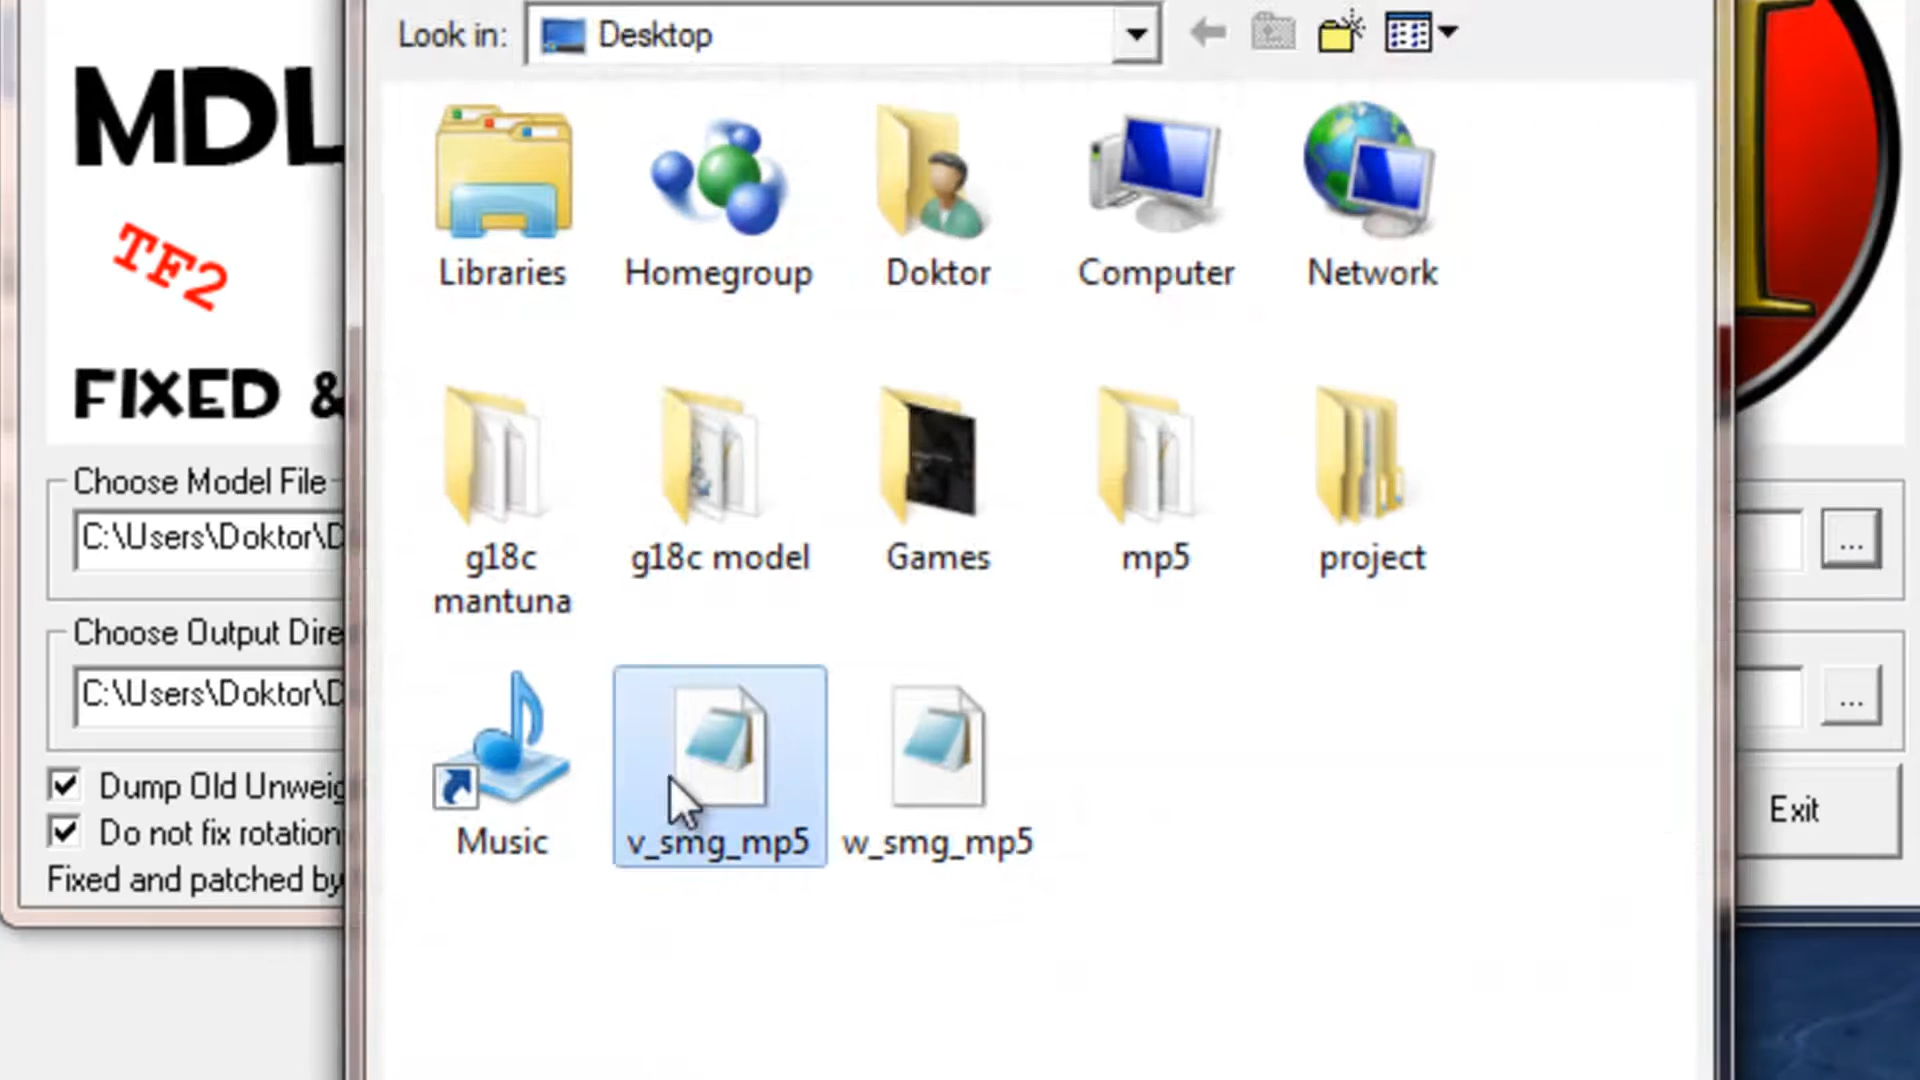 Look in: Desktop
MDL
TF2
FIXED &
Libraries Homegroup Doktor Computer Network
g18c mantuna g18c model Games mp5 project
Music v_smg_mp5 w_smg_mp5
Choose Model File
C:\Users\Doktor\D
...
Choose Output Dire
C:\Users\Doktor\D
...
Dump Old Unweig
Do not fix rotation
Fixed and patched by
Exit